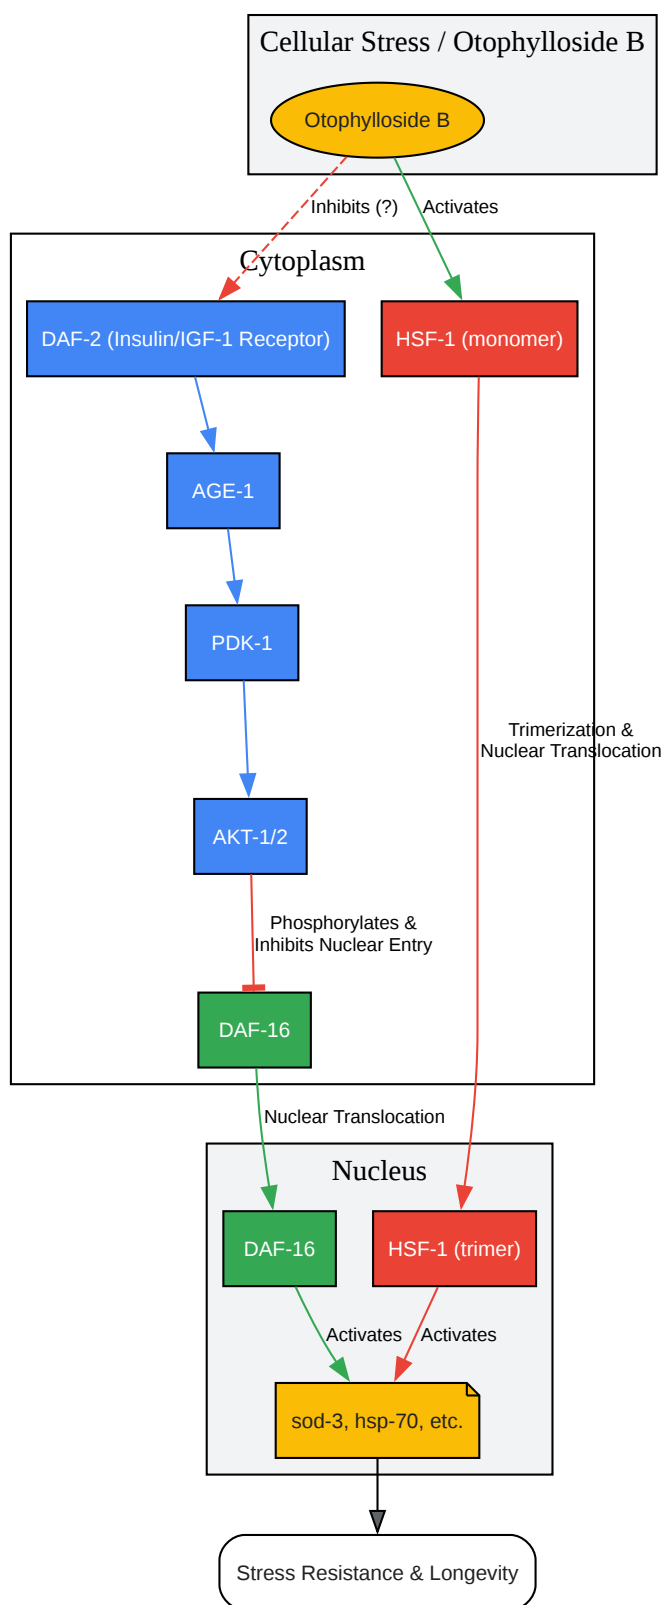 Cellular Stress / Otophylloside B
Otophylloside B
Inhibits (?)
Activates
Cytoplasm
DAF-2 (Insulin/IGF-1 Receptor)
HSF-1 (monomer)
AGE-1
PDK-1
Trimerization &
Nuclear Translocation
AKT-1/2
Phosphorylates &
Inhibits Nuclear Entry
DAF-16
Nuclear Translocation
Nucleus
DAF-16
HSF-1 (trimer)
Activates
Activates
sod-3, hsp-70, etc.
Stress Resistance & Longevity